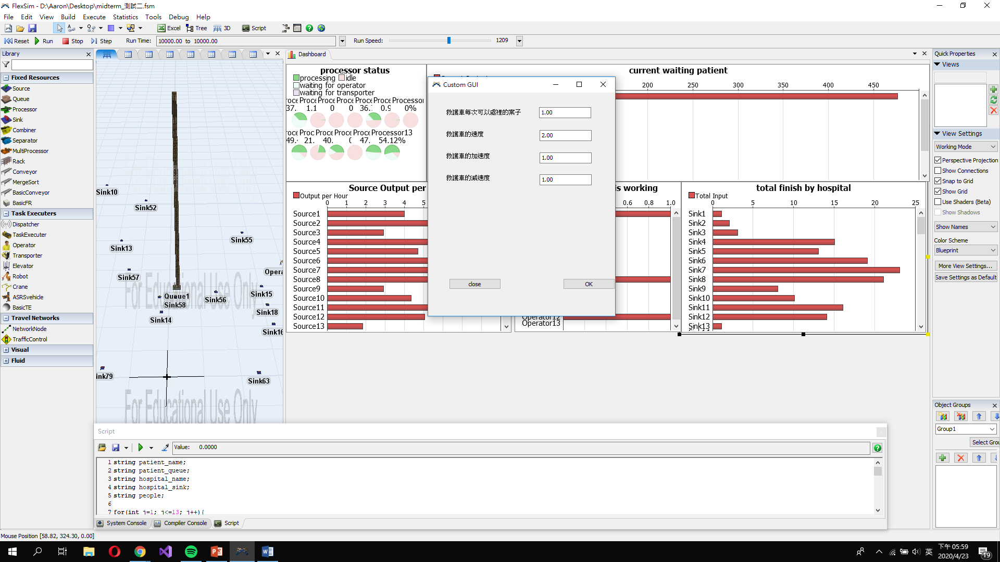 FlexSim - D:\Aaron\Desktop\midterm_測試二.fsm
File Edit View Build Execute Statistics Tools Debug Help
Excel Tree 3D Script
Reset Run Stop Step Run Time: 10000.00 to 10000.00 Run Speed: 1209
Library
Fixed Resources
Source
Queue
Processor
Sink
Combiner
Separator
MultiProcessor
Rack
Conveyor
MergeSort
BasicConveyor
BasicFR
Task Executers
Dispatcher
TaskExecuter
Operator
Transporter
Elevator
Robot
Crane
ASRSvehicle
BasicTE
Travel Networks
NetworkNode
TrafficControl
Visual
Fluid
Sink10
Sink52
Sink55
Sink13
Opera
Sink57
Queue1
Sink58
Sink56
Sink15
Sink14
Sink18
Sink16
ink79
Sink63
For Educational Use Only
For Educational Use Only
Dashboard
processor status
processing idle
waiting for operator
waiting for transporter
roce Proce Proce Proce Proce Proce Processor
37. 1.1 0 0 36. 0.9 0%
roce Proc Proce Proce Processor13
49. 21. 40. 0 47. 54.12%
current waiting patient
200 250 300 350 400 450
Source Output per
Output per Hour
0 1 2 3 4 5
Source1
Source2
Source3
Source4
Source5
Source6
Source7
Source8
Source9
Source10
Source11
Source12
Source13
is working
0.6 0.8 1.0
Operator12
Operator13
total finish by hospital
Total Input
0 5 10 15 20 25
Sink1
Sink2
Sink3
Sink4
Sink5
Sink6
Sink7
Sink8
Sink9
Sink10
Sink11
Sink12
Sink13
Custom GUI
救護車每次可以處裡的案子 1.00
救護車的速度 2.00
救護車的加速度 1.00
救護車的減速度 1.00
close OK
Quick Properties
Views
View Settings
Working Mode
Perspective Projection
Show Connections
Snap to Grid
Show Grid
Use Shaders (Beta)
Show Shadows
Show Names
Color Scheme
Blueprint
More View Settings...
Save Settings as Default
Object Groups
Group1
Select Grou
Script
Value: 0.0000
1 string patient_name;
2 string patient_queue;
3 string hospital_name;
4 string hospital_sink;
5 string people;
6
7 for(int j=1; j<=13; j++){
System Console Compiler Console Script
Mouse Position [58.82, 324.30, 0.00]
英
下午 05:59
2020/4/23
19